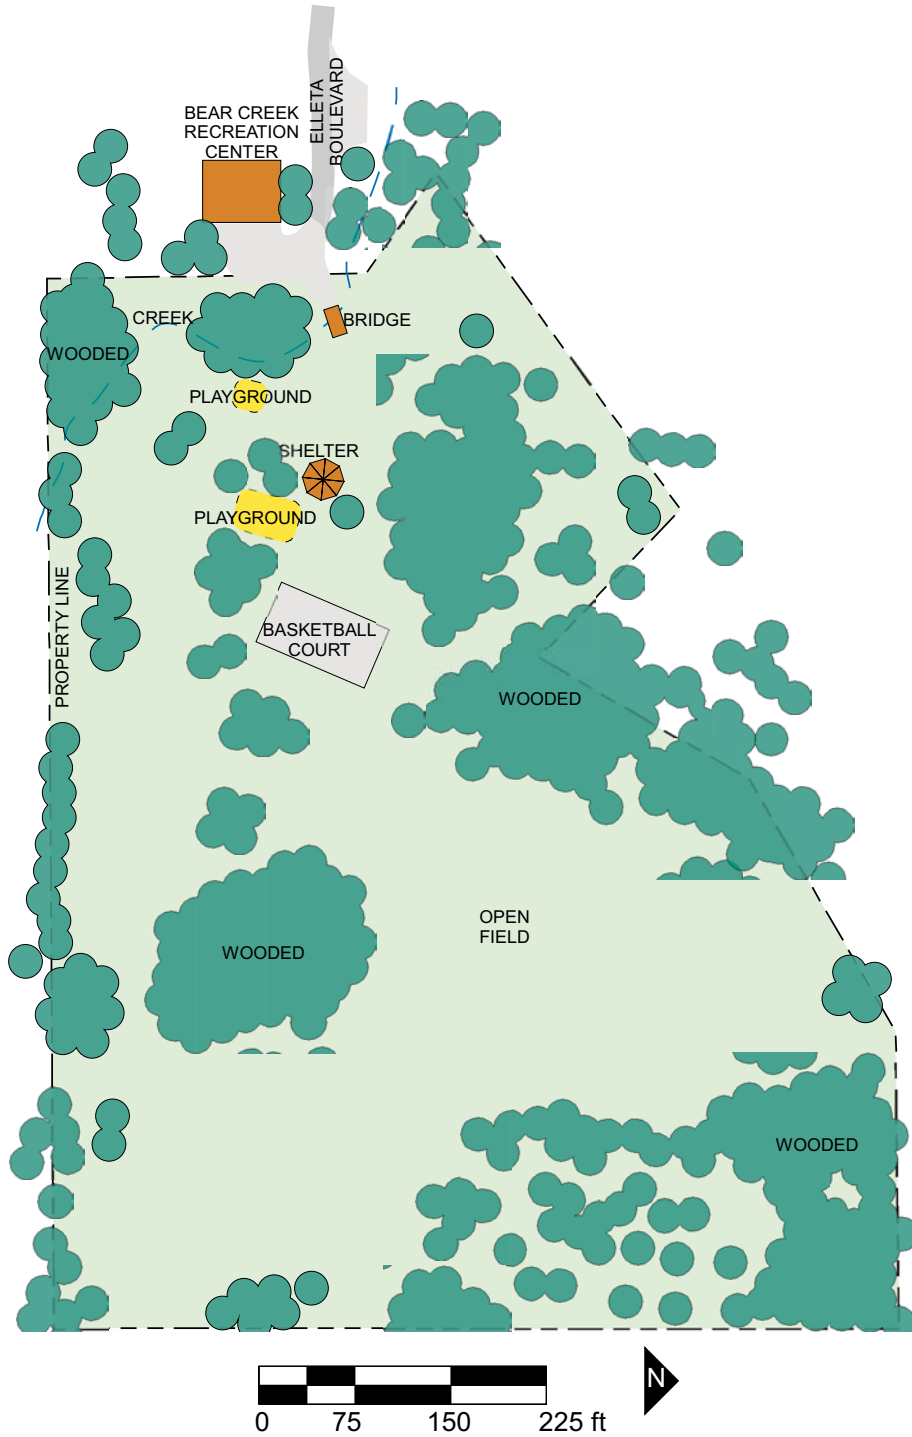 ELLETA
BOULEVARD
BEAR CREEK
RECREATION
CENTER
CREEK
BRIDGE
WOODED
PLAYGROUND
SHELTER
PLAYGROUND
PROPERTY LINE
BASKETBALL
COURT
WOODED
OPEN
FIELD
WOODED
WOODED
N
0 75 150 225 ft